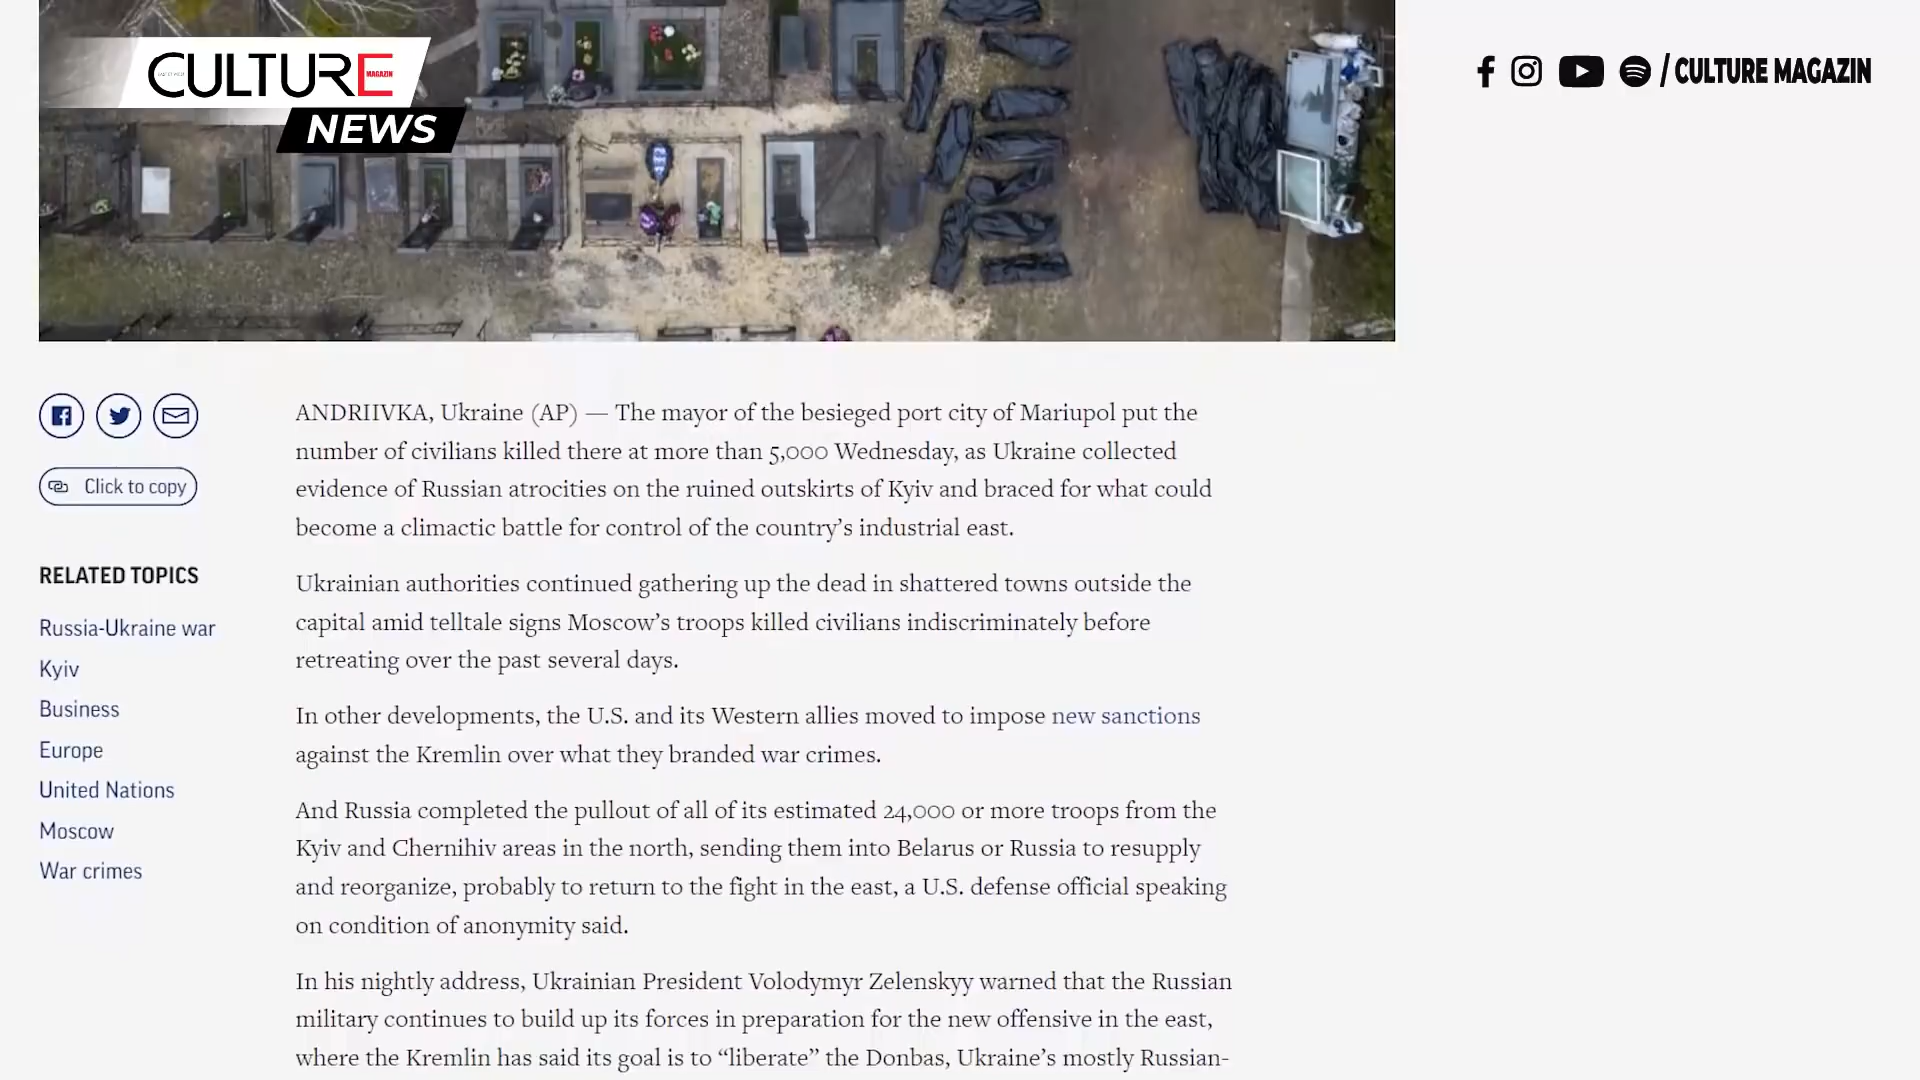 CULTURE
MAGAZIN
NEWS
/ CULTURE MAGAZIN
Click to copy
RELATED TOPICS
Russia-Ukraine war
Kyiv
Business
Europe
United Nations
Moscow
War crimes
ANDRIIVKA, Ukraine (AP) — The mayor of the besieged port city of Mariupol put the
number of civilians killed there at more than 5,000 Wednesday, as Ukraine collected
evidence of Russian atrocities on the ruined outskirts of Kyiv and braced for what could
become a climactic battle for control of the country’s industrial east.
Ukrainian authorities continued gathering up the dead in shattered towns outside the
capital amid telltale signs Moscow’s troops killed civilians indiscriminately before
retreating over the past several days.
In other developments, the U.S. and its Western allies moved to impose new sanctions
against the Kremlin over what they branded war crimes.
And Russia completed the pullout of all of its estimated 24,000 or more troops from the
Kyiv and Chernihiv areas in the north, sending them into Belarus or Russia to resupply
and reorganize, probably to return to the fight in the east, a U.S. defense official speaking
on condition of anonymity said.
In his nightly address, Ukrainian President Volodymyr Zelenskyy warned that the Russian
military continues to build up its forces in preparation for the new offensive in the east,
where the Kremlin has said its goal is to “liberate” the Donbas, Ukraine’s mostly Russian-